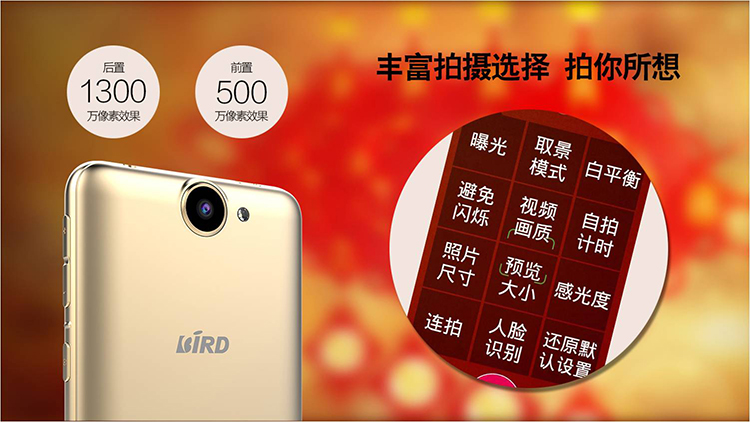 后置
1300
万像素效果
前置
500
万像素效果
丰富拍摄选择 拍你所想
曝光
取景
模式
白平衡
避免
闪烁
视频
画质
自拍
计时
照片
尺寸
预览
大小
感光度
连拍
人脸
识别
还原默
认设置
BIRD